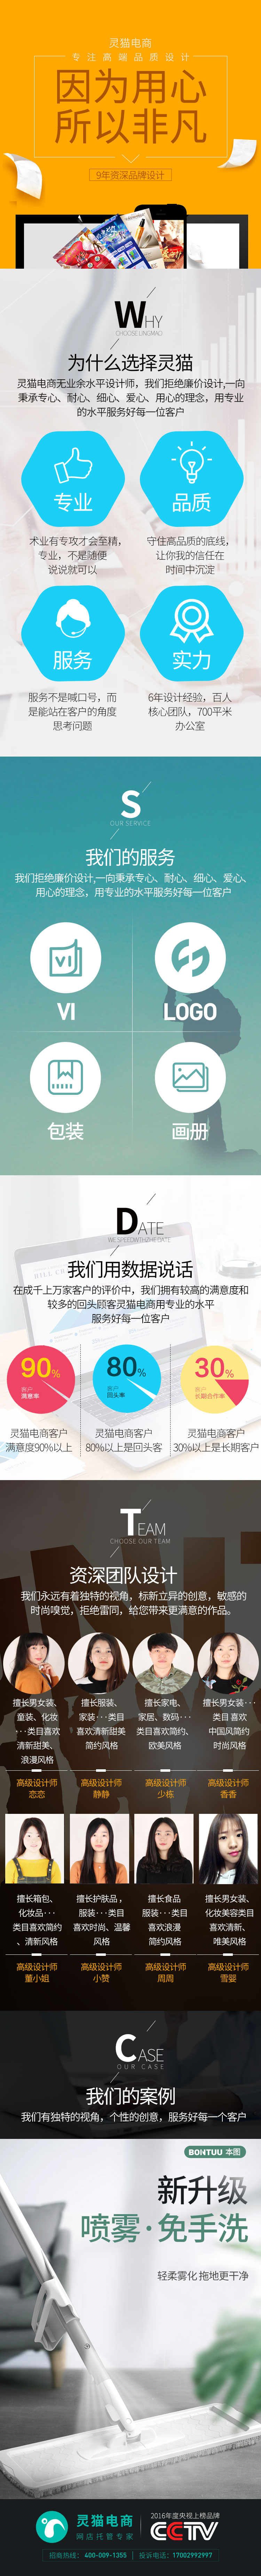 灵猫电商
专注高端品质设计
因为用心
所以非凡
9年资深品牌设计
WHY
CHOOSE LINGMAO
为什么选择灵猫
灵猫电商无业余水平设计师，我们拒绝廉价设计,一向
秉承专心、耐心、细心、爱心、用心的理念，用专业
的水平服务好每一位客户
专业
品质
术业有专攻才会至精，
专业，不是随便
说说就可以
守住高品质的底线，
让你我的信任在
时间中沉淀
服务
实力
服务不是喊口号，而
是能站在客户的角度
思考问题
6年设计经验，百人
核心团队，700平米
办公室
S
OUR SERVICE
我们的服务
我们拒绝廉价设计,一向秉承专心、耐心、细心、爱心、
用心的理念，用专业的水平服务好每一位客户
VI
VI
LOGO
包装
画册
DATE
我们用数据说话
在成千上万家客户的评价中，我们拥有较高的满意度和
较多的回头顾客灵猫电商用专业的水平
服务好每一位客户
90%
客户
满意率
80%
客户
回头率
30%
客户
长期合作率
灵猫电商客户
满意度90%以上
灵猫电商客户
80%以上是回头客
灵猫电商客户
30%以上是长期客户
TEAM
CHOOSE OUR TEAM
资深团队设计
我们永远有着独特的视角，标新立异的创意，敏感的
时尚嗅觉，拒绝雷同，给您带来更满意的作品。
擅长男女装、
童装、化妆
···类目喜欢
清新甜美、
浪漫风格
高级设计师
恋恋
擅长服装、
家装···类目
喜欢清新甜美
简约风格
高级设计师
静静
擅长家电、
家居、数码···
类目喜欢简约、
欧美风格
高级设计师
少栋
擅长男女装···
类目 喜欢
中国风简约
时尚风格
高级设计师
香香
擅长箱包、
化妆品···
类目喜欢简约
、清新风格
高级设计师
董小姐
擅长护肤品，
服装···类目
喜欢时尚、温馨
风格
高级设计师
小赞
擅长食品
服装···类目
喜欢浪漫
简约风格
高级设计师
周周
擅长男女装、
化妆美容类目
喜欢清新、
唯美风格
高级设计师
雪婴
CASE
OUR CASE
我们的案例
我们有独特的视角，个性的创意，服务好每一个客户
BONTUU 本图
新升级
喷雾·免手洗
轻柔雾化 拖地更干净
灵猫电商
网店托管专家
2016年度央视上榜品牌
CCTV
招商热线： 400-009-1355 | 投诉电话：17002992997